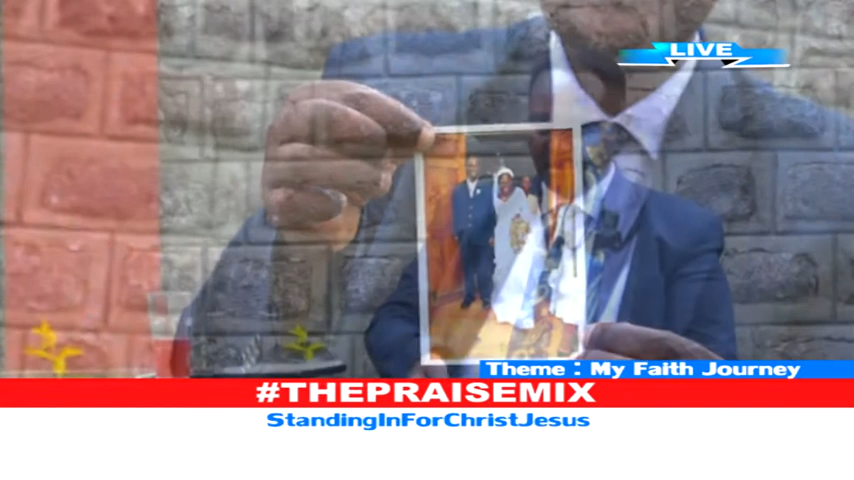 LIVE
Theme : My Faith Journey
#THEPRAISEMIX
StandingInForChristJesus